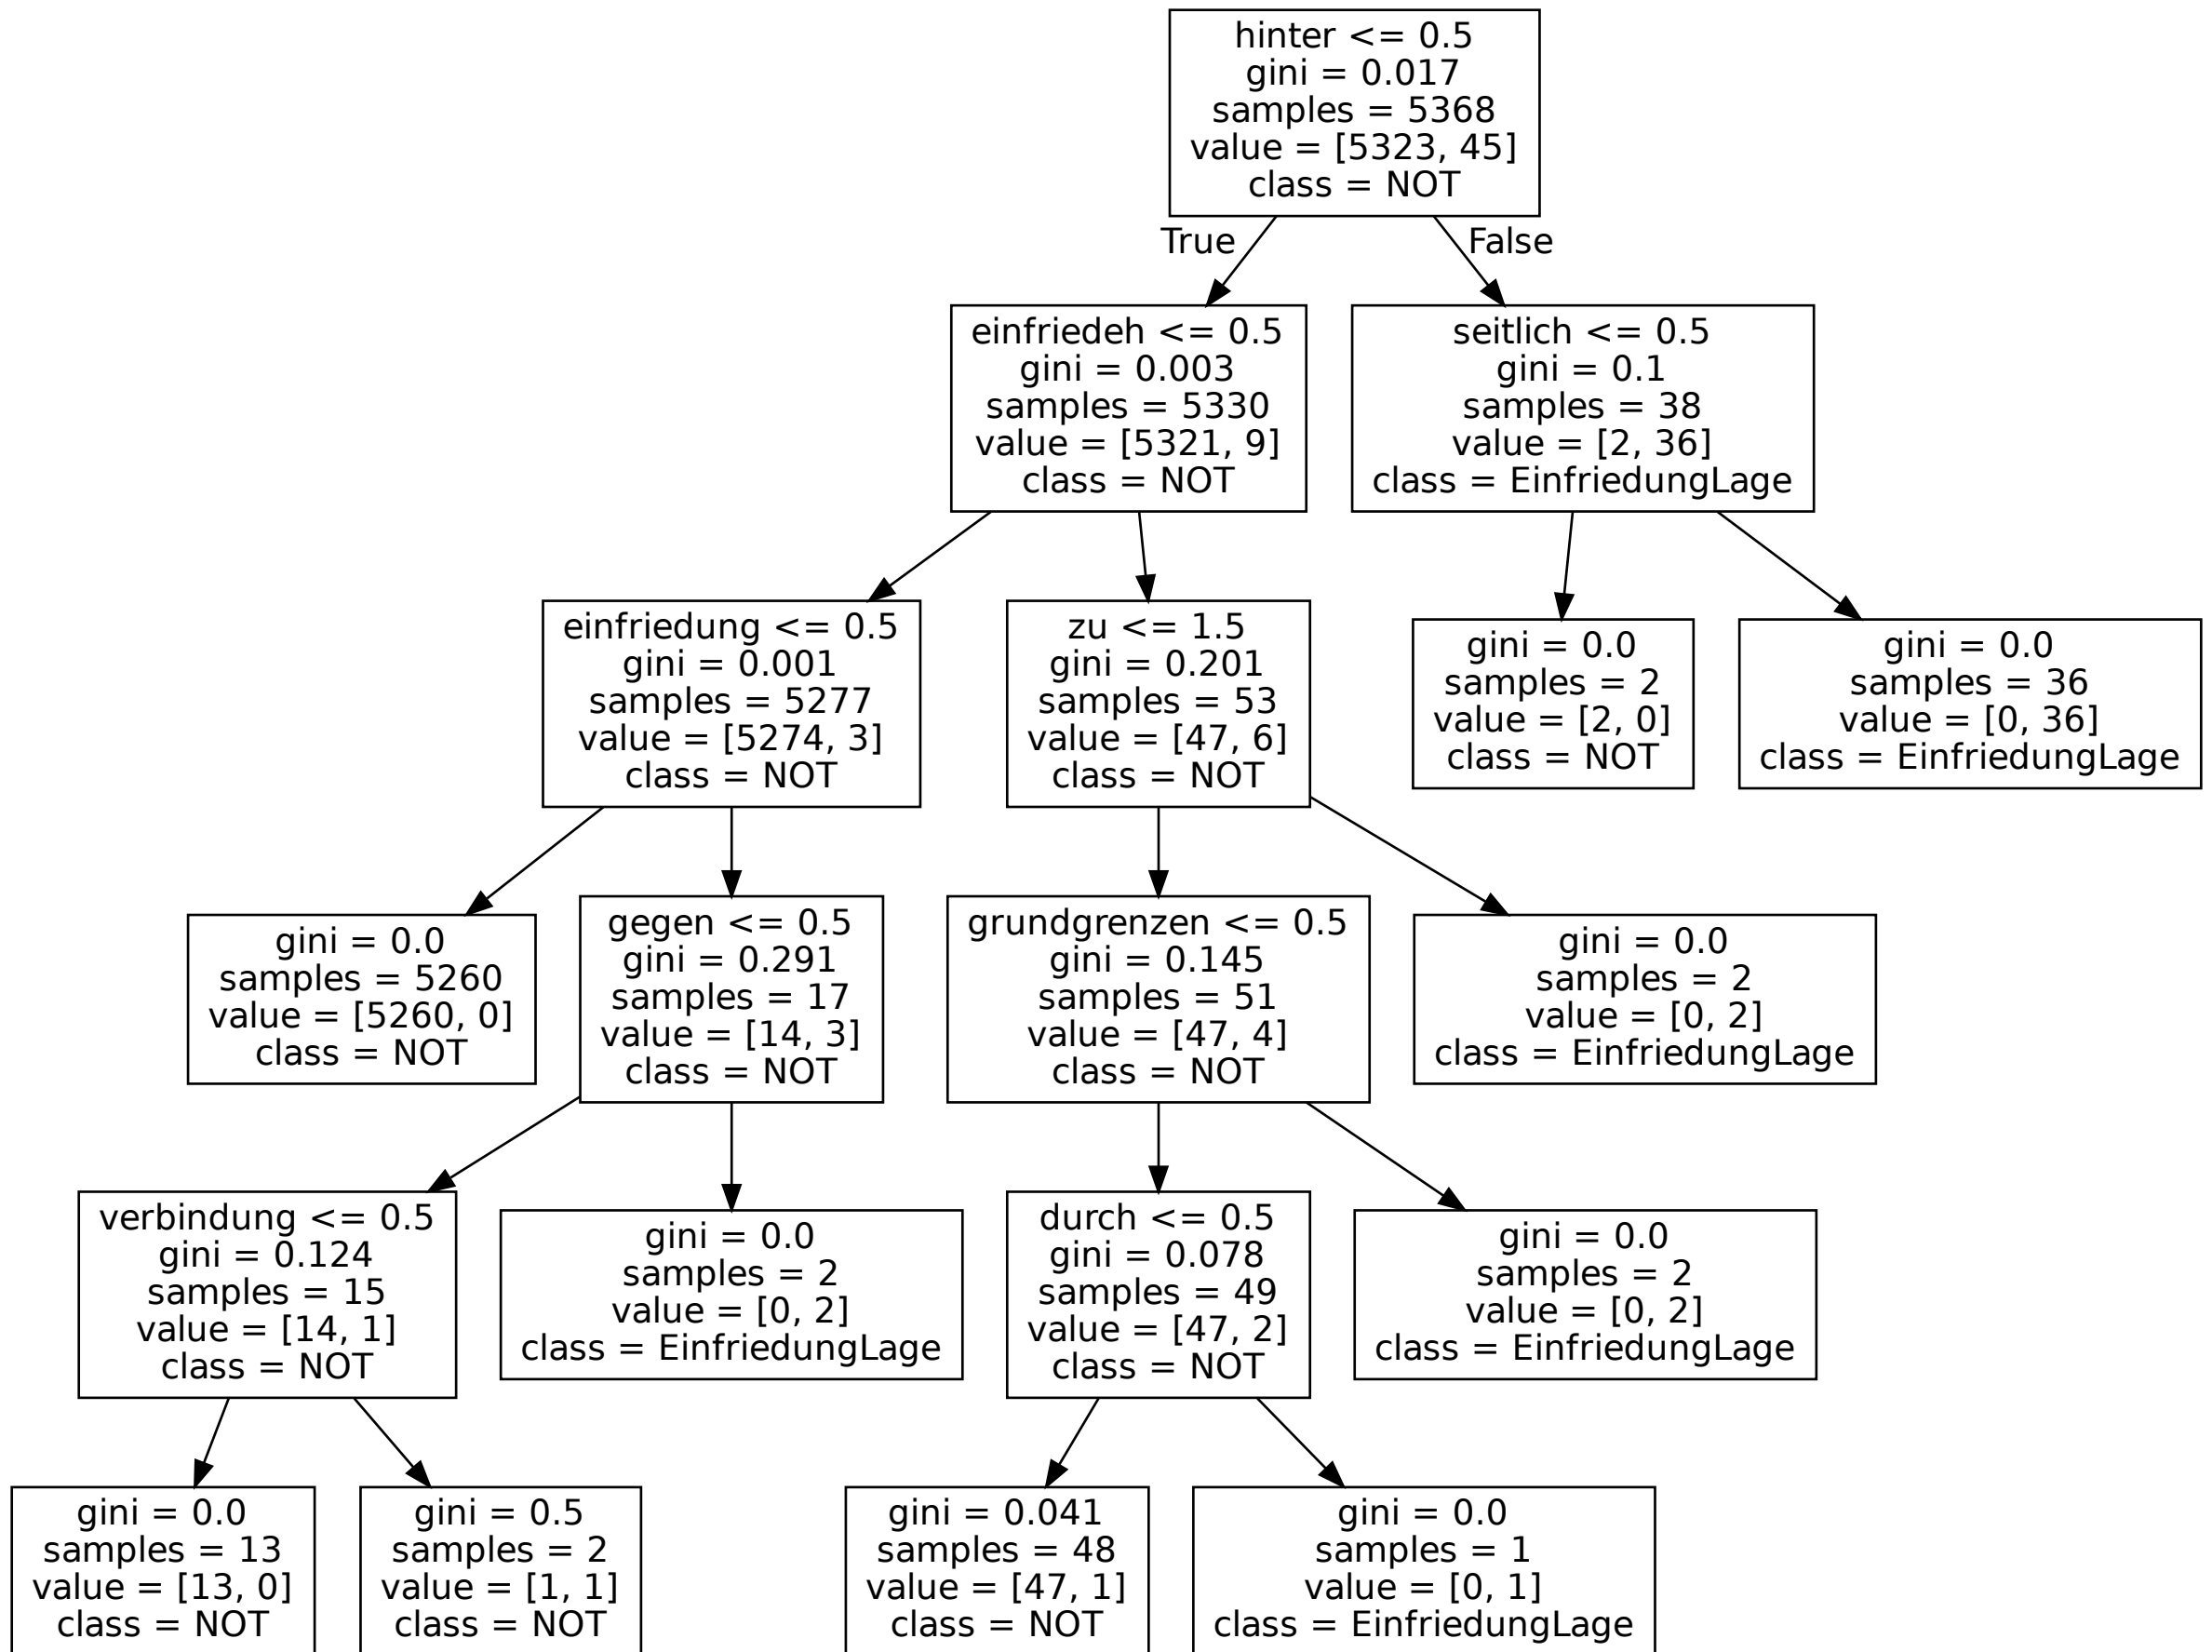 hinter <= 0.5
gini = 0.017
samples = 5368
value = [5323, 45]
class = NOT
True
False
einfriedeh <= 0.5
gini = 0.003
samples = 5330
value = [5321, 9]
class = NOT
seitlich <= 0.5
gini = 0.1
samples = 38
value = [2, 36]
class = EinfriedungLage
einfriedung <= 0.5
gini = 0.001
samples = 5277
value = [5274, 3]
class = NOT
zu <= 1.5
gini = 0.201
samples = 53
value = [47, 6]
class = NOT
gini = 0.0
samples = 2
value = [2, 0]
class = NOT
gini = 0.0
samples = 36
value = [0, 36]
class = EinfriedungLage
gini = 0.0
samples = 5260
value = [5260, 0]
class = NOT
gegen <= 0.5
gini = 0.291
samples = 17
value = [14, 3]
class = NOT
grundgrenzen <= 0.5
gini = 0.145
samples = 51
value = [47, 4]
class = NOT
gini = 0.0
samples = 2
value = [0, 2]
class = EinfriedungLage
verbindung <= 0.5
gini = 0.124
samples = 15
value = [14, 1]
class = NOT
gini = 0.0
samples = 2
value = [0, 2]
class = EinfriedungLage
durch <= 0.5
gini = 0.078
samples = 49
value = [47, 2]
class = NOT
gini = 0.0
samples = 2
value = [0, 2]
class = EinfriedungLage
gini = 0.0
samples = 13
value = [13, 0]
class = NOT
gini = 0.5
samples = 2
value = [1, 1]
class = NOT
gini = 0.041
samples = 48
value = [47, 1]
class = NOT
gini = 0.0
samples = 1
value = [0, 1]
class = EinfriedungLage